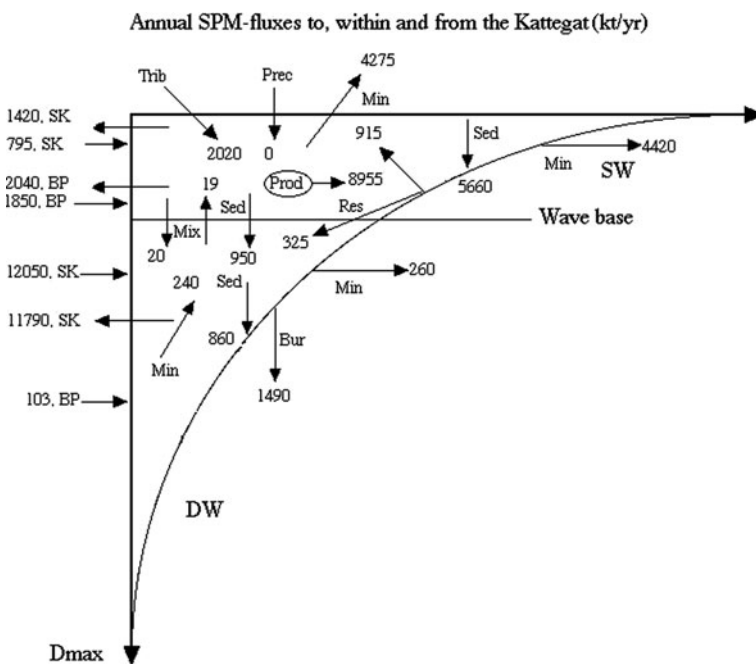 Annual SPM-fluxes to, within and from the Kattegat (kt/yr)
4275
Trib
Prec
Min
1420, SK
915
Sed
795, SK
2020
0
Min
4420
SW
2040, BP
19
Prod
8955
5660
1850, BP
Sed
Res
Wave base
Mix
325
20
950
12050, SK
240
Sed
Min
260
11790, SK
860
Bur
Min
1490
103, BP
DW
Dmax